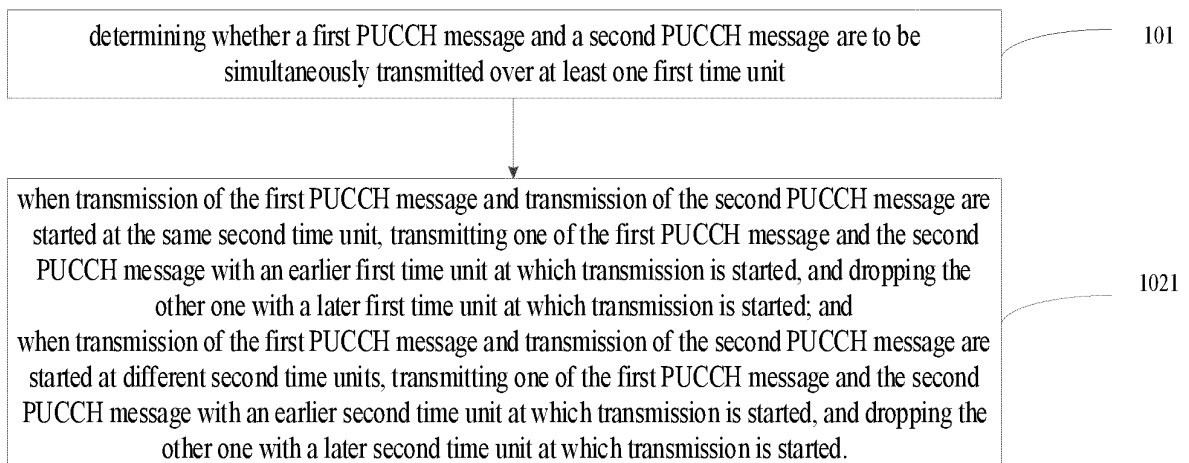 determining whether a first PUCCH message and a second PUCCH message are to be
simultaneously transmitted over at least one first time unit
101
when transmission of the first PUCCH message and transmission of the second PUCCH message are
started at the same second time unit, transmitting one of the first PUCCH message and the second
PUCCH message with an earlier first time unit at which transmission is started, and dropping the
other one with a later first time unit at which transmission is started; and
when transmission of the first PUCCH message and transmission of the second PUCCH message are
started at different second time units, transmitting one of the first PUCCH message and the second
PUCCH message with an earlier second time unit at which transmission is started, and dropping the
other one with a later second time unit at which transmission is started.
1021